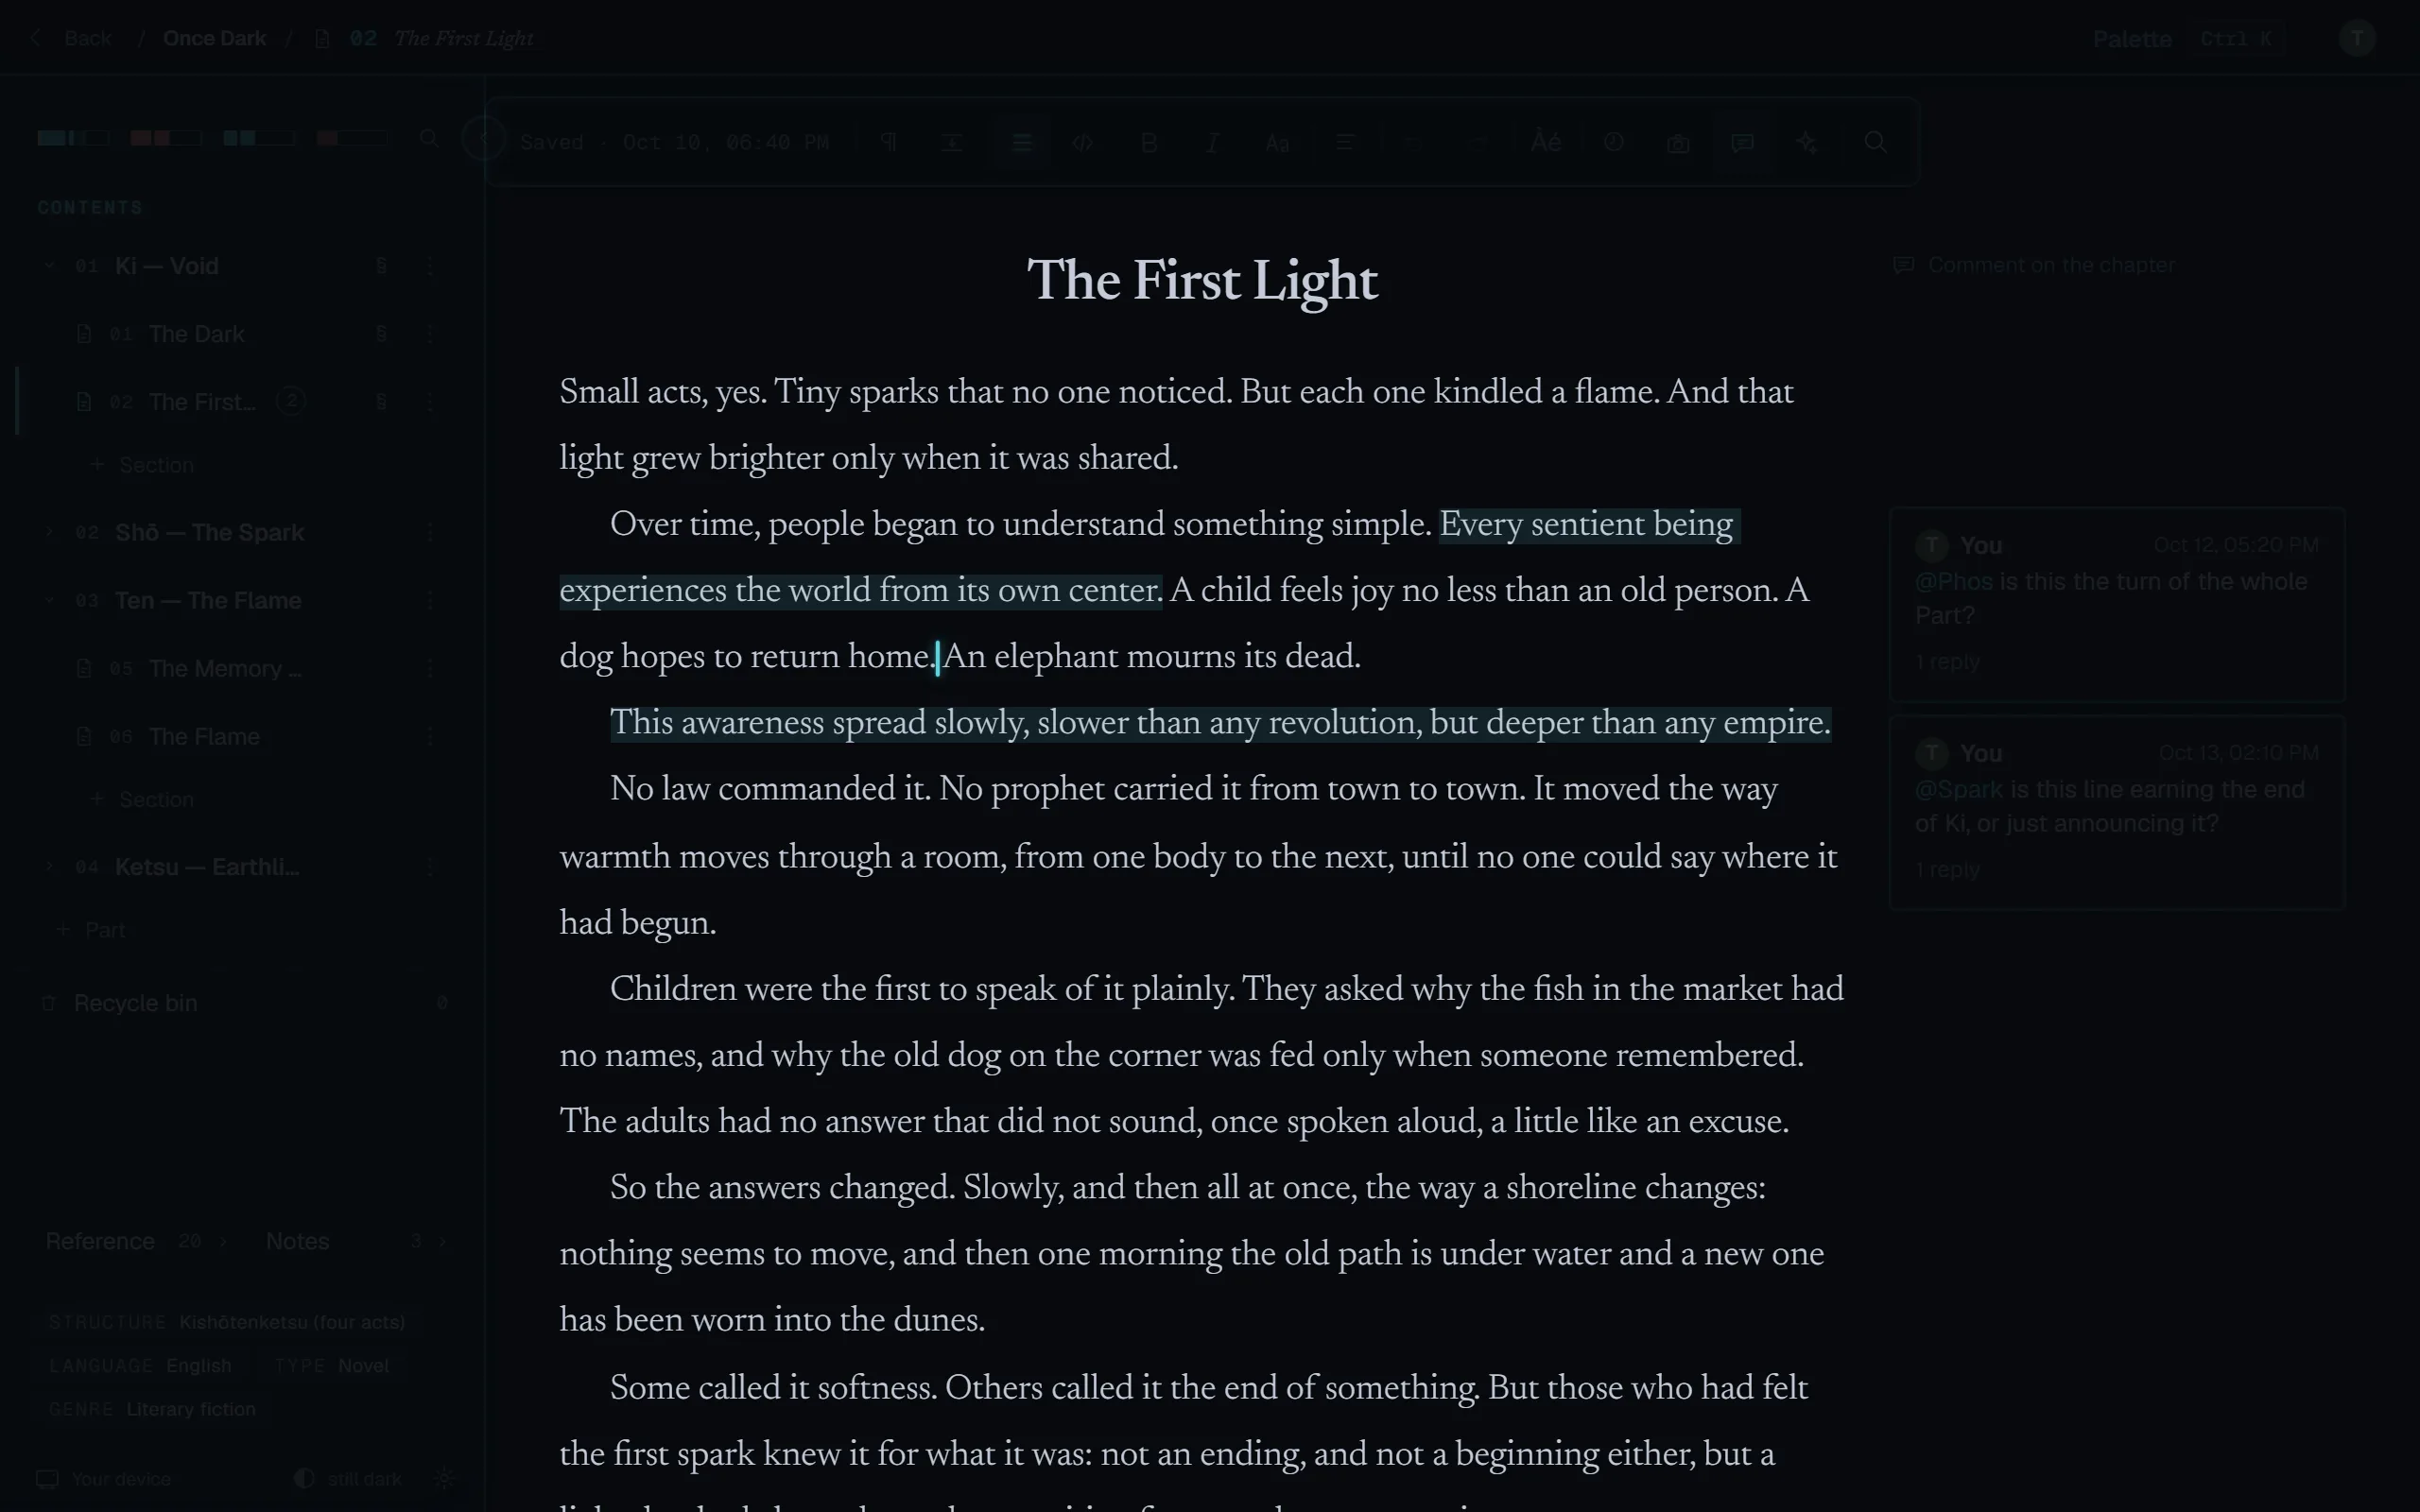 Back / Once Dark / 02 The First Light
Palette Ctrl K T
Saved · Oct 10, 06:40 PM
CONTENTS
01 Ki — Void §
01 The Dark §
02 The First… 2 §
+ Section
02 Shō — The Spark
03 Ten — The Flame
05 The Memory …
06 The Flame
+ Section
04 Ketsu — Earthli…
+ Part
Recycle bin 0
Reference 20 > Notes 3 >
STRUCTURE Kishōtenketsu (four acts)
LANGUAGE English TYPE Novel
GENRE Literary fiction
Your device still dark
The First Light
Small acts, yes. Tiny sparks that no one noticed. But each one kindled a flame. And that
light grew brighter only when it was shared.
Over time, people began to understand something simple. Every sentient being
experiences the world from its own center. A child feels joy no less than an old person. A
dog hopes to return home. An elephant mourns its dead.
This awareness spread slowly, slower than any revolution, but deeper than any empire.
No law commanded it. No prophet carried it from town to town. It moved the way
warmth moves through a room, from one body to the next, until no one could say where it
had begun.
Children were the first to speak of it plainly. They asked why the fish in the market had
no names, and why the old dog on the corner was fed only when someone remembered.
The adults had no answer that did not sound, once spoken aloud, a little like an excuse.
So the answers changed. Slowly, and then all at once, the way a shoreline changes:
nothing seems to move, and then one morning the old path is under water and a new one
has been worn into the dunes.
Some called it softness. Others called it the end of something. But those who had felt
the first spark knew it for what it was: not an ending, and not a beginning either, but a
Comment on the chapter
T You Oct 12, 05:20 PM
@Phos is this the turn of the whole
Part?
1 reply
T You Oct 13, 02:10 PM
@Spark is this line earning the end
of Ki, or just announcing it?
1 reply